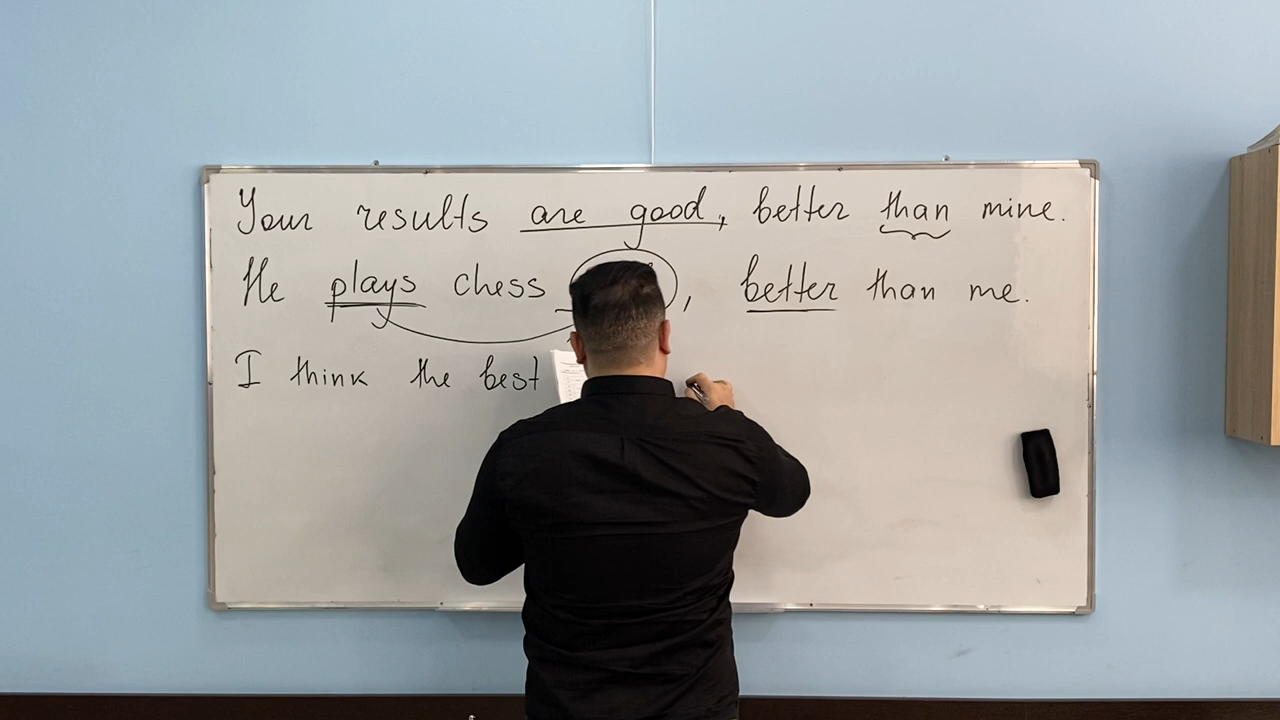 Your results are good, better than mine.
He plays chess , better than me.
I think the best